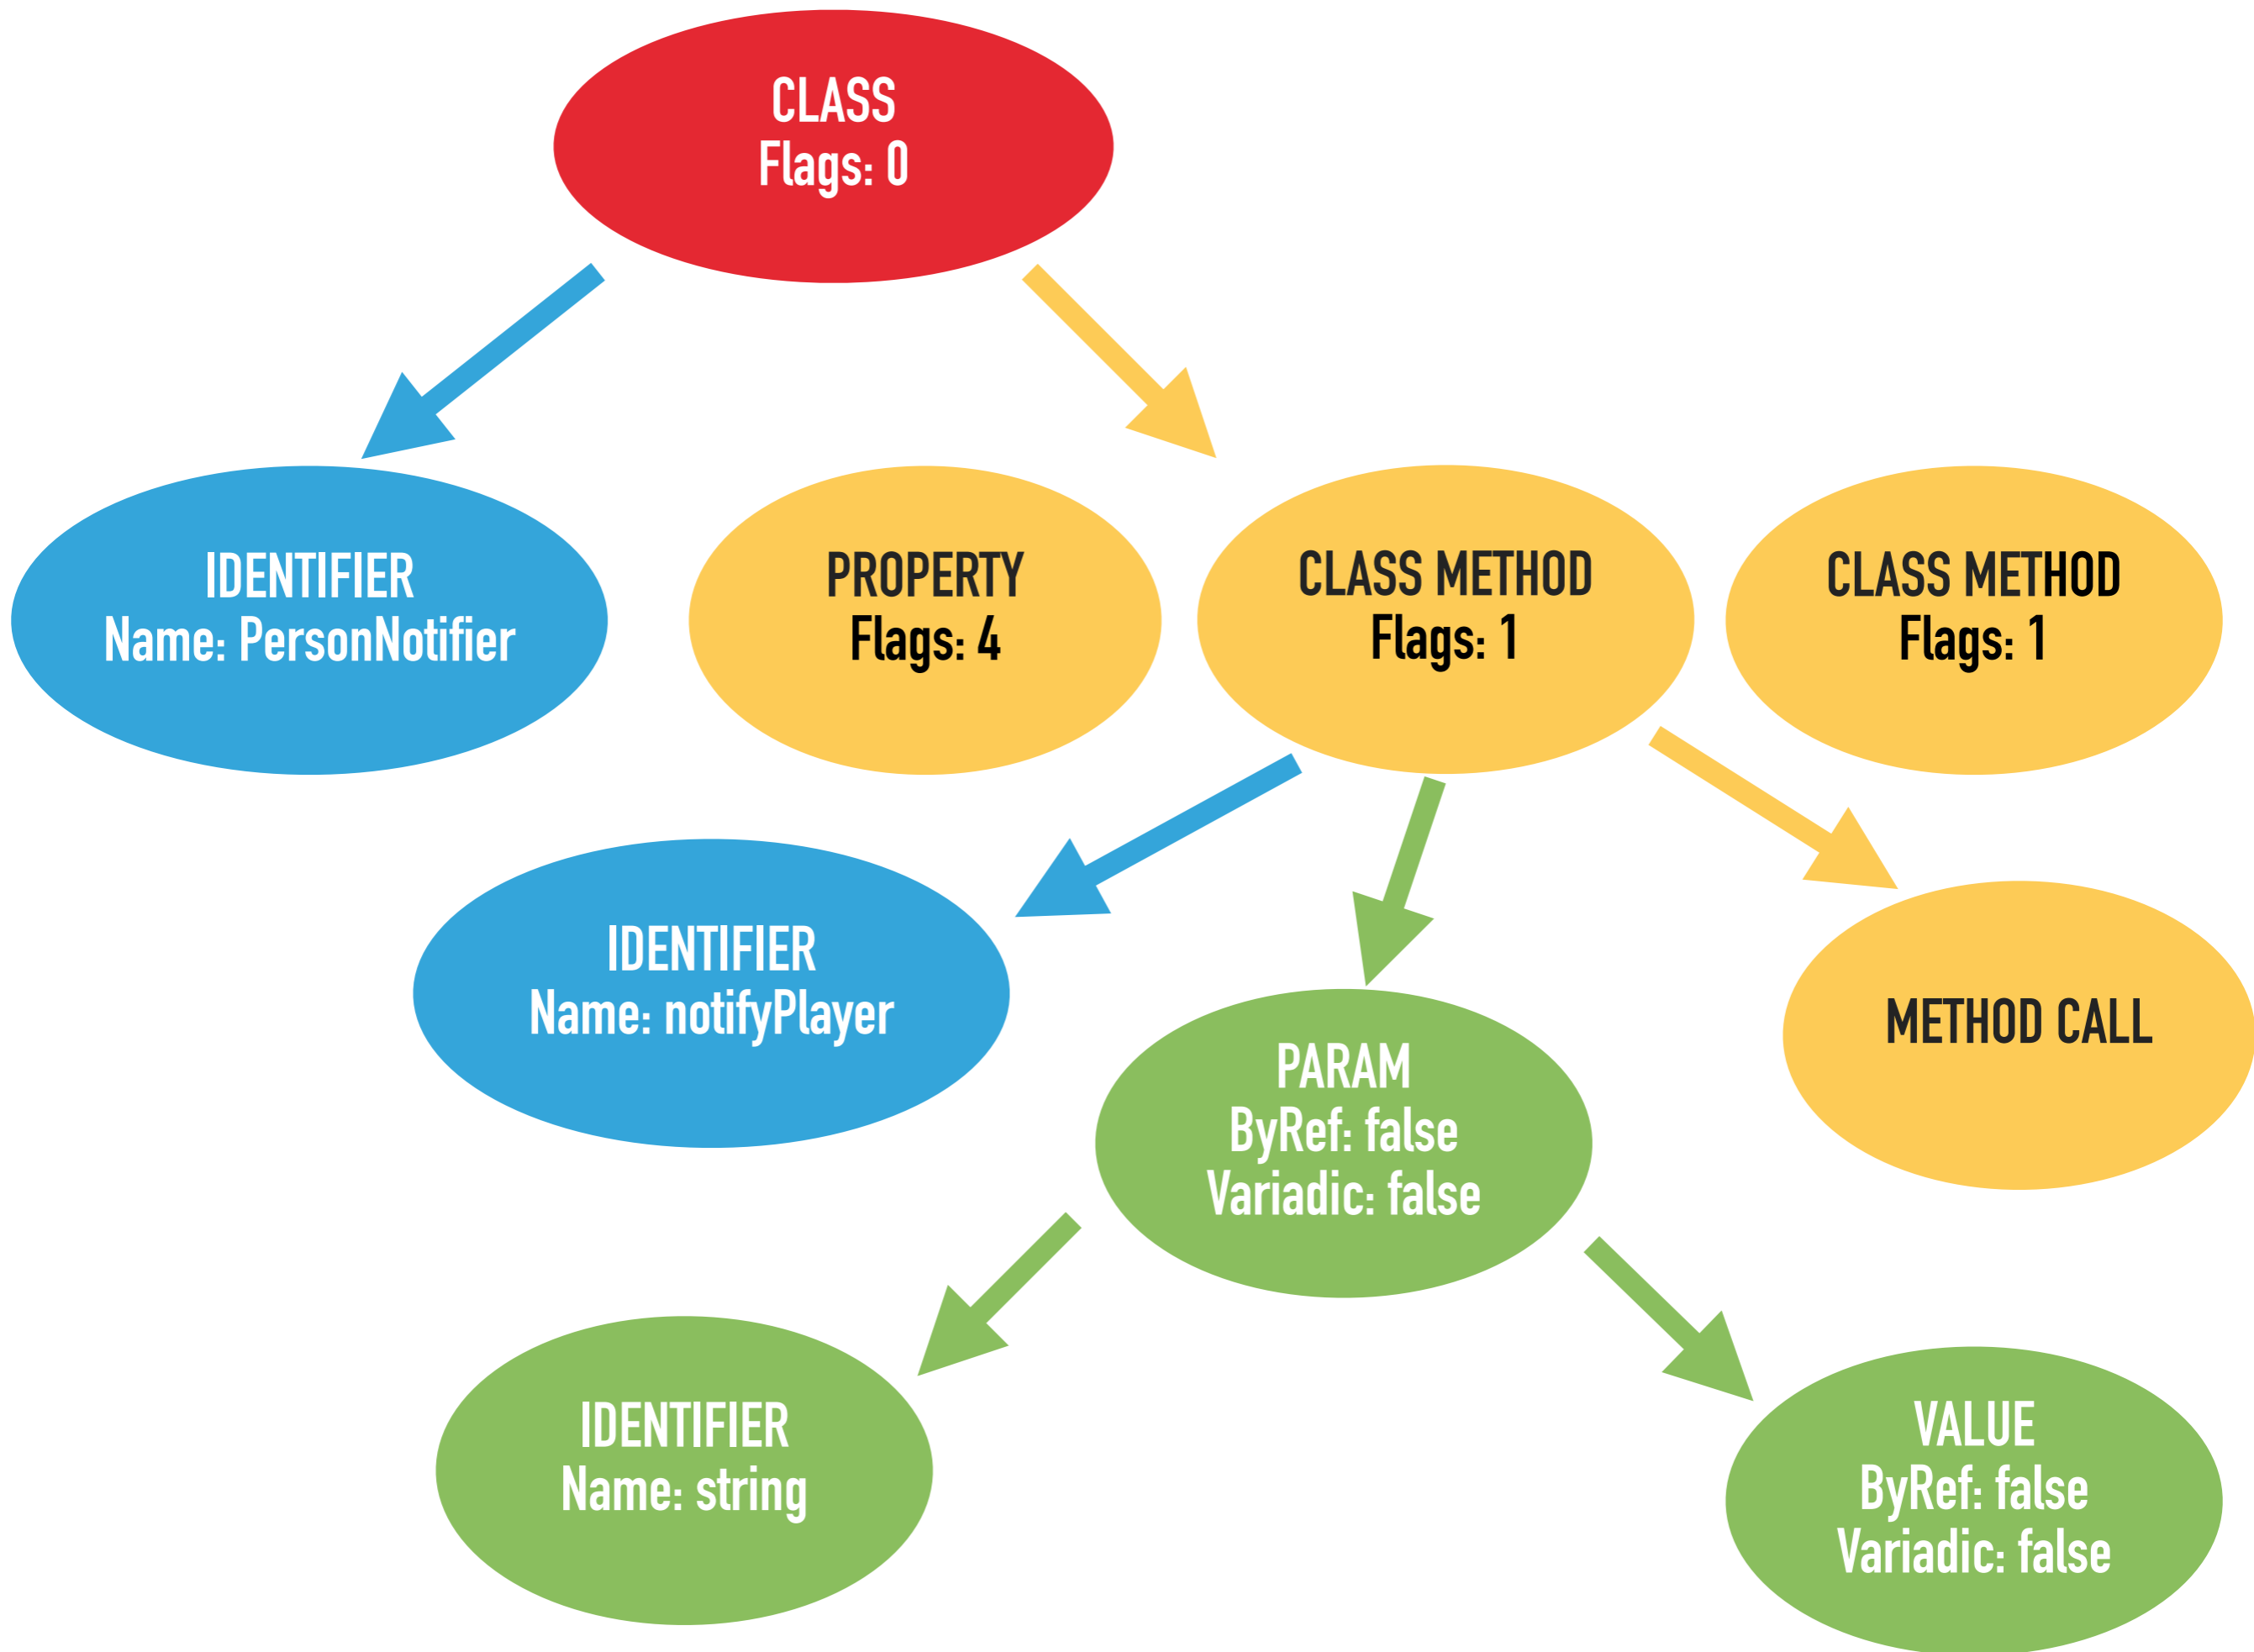 CLASS
Flags: 0
IDENTIFIER
Name: PersonNotifier
PROPERTY
Flags: 4
CLASS METHOD
Flags: 1
CLASS METHOD
Flags: 1
IDENTIFIER
Name: notifyPlayer
PARAM
ByRef: false
Variadic: false
METHOD CALL
IDENTIFIER
Name: string
VALUE
ByRef: false
Variadic: false